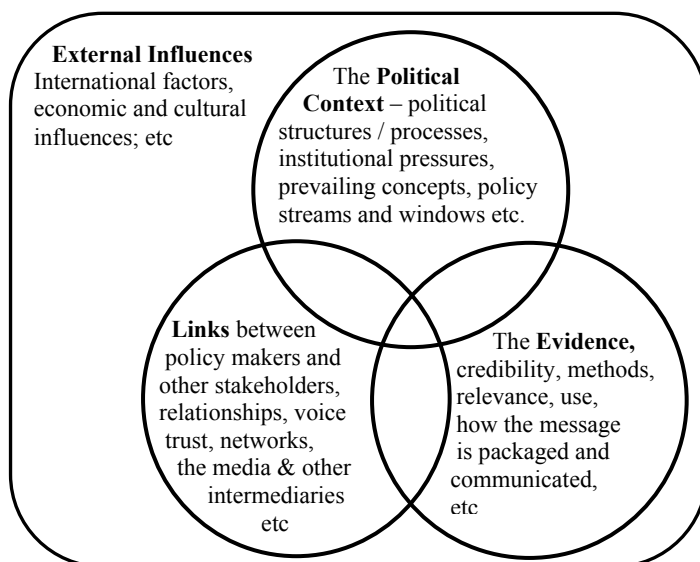 External Influences
International factors,
economic and cultural
influences; etc
The Political
Context – political
structures / processes,
institutional pressures,
prevailing concepts, policy
streams and windows etc.
Links between
policy makers and
other stakeholders,
relationships, voice
trust, networks,
the media & other
intermediaries
etc
The Evidence,
credibility, methods,
relevance, use,
how the message
is packaged and
communicated,
etc